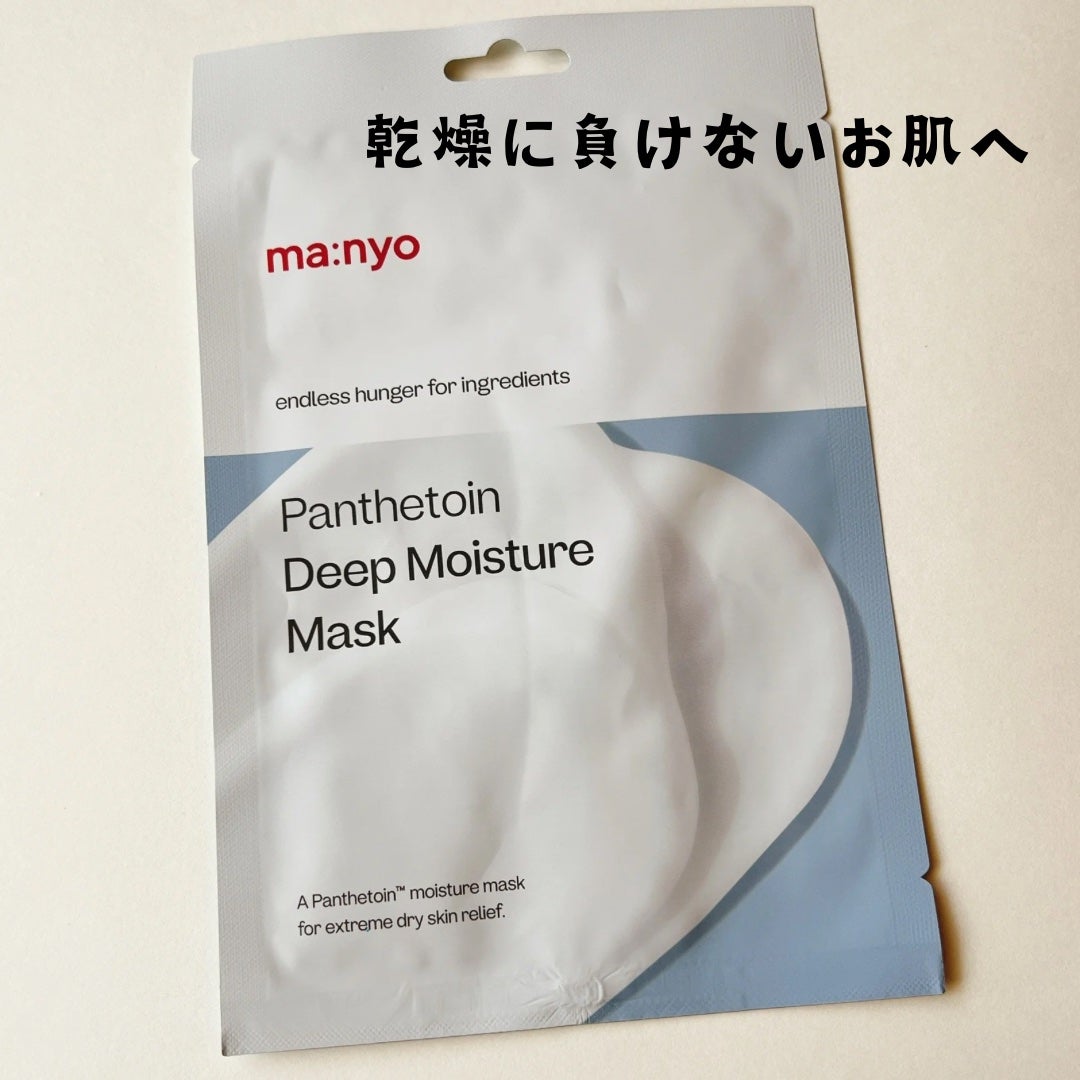 乾燥に負けないお肌へ
ma:nyo
endless hunger for ingredients
Panthetoin
Deep Moisture
Mask
A Panthetoin™ moisture mask
for extreme dry skin relief.